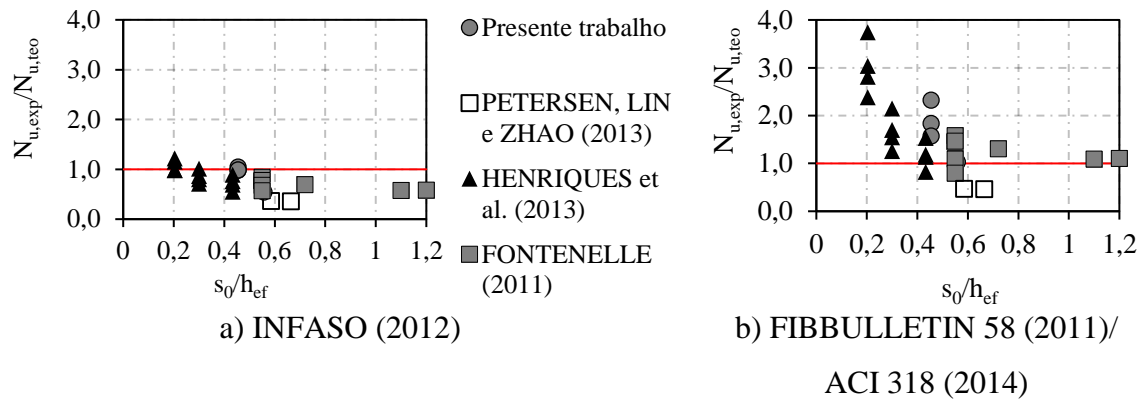 4,0
3,0
2,0
1,0
0,0
N_u,exp/N_u,teo
0 0,2 0,4 0,6 0,8 1 1,2
s_0/h_ef
a) INFASO (2012)
Presente trabalho
PETERSEN, LIN
e ZHAO (2013)
HENRIQUES et
al. (2013)
FONTENELLE
(2011)
4,0
3,0
2,0
1,0
0,0
N_u,exp/N_u,teo
0 0,2 0,4 0,6 0,8 1 1,2
s_0/h_ef
b) FIBBULLETIN 58 (2011)/
ACI 318 (2014)